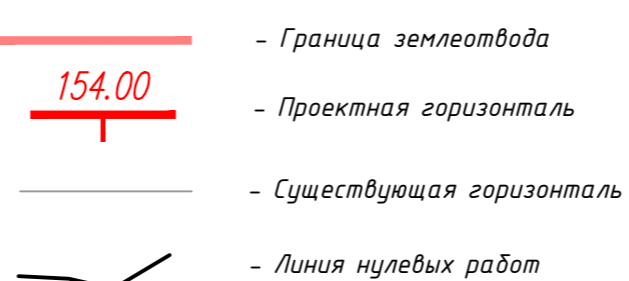 - Граница землеотвода
154.00
- Проектная горизонталь
- Существующая горизонталь
- Линия нулевых работ